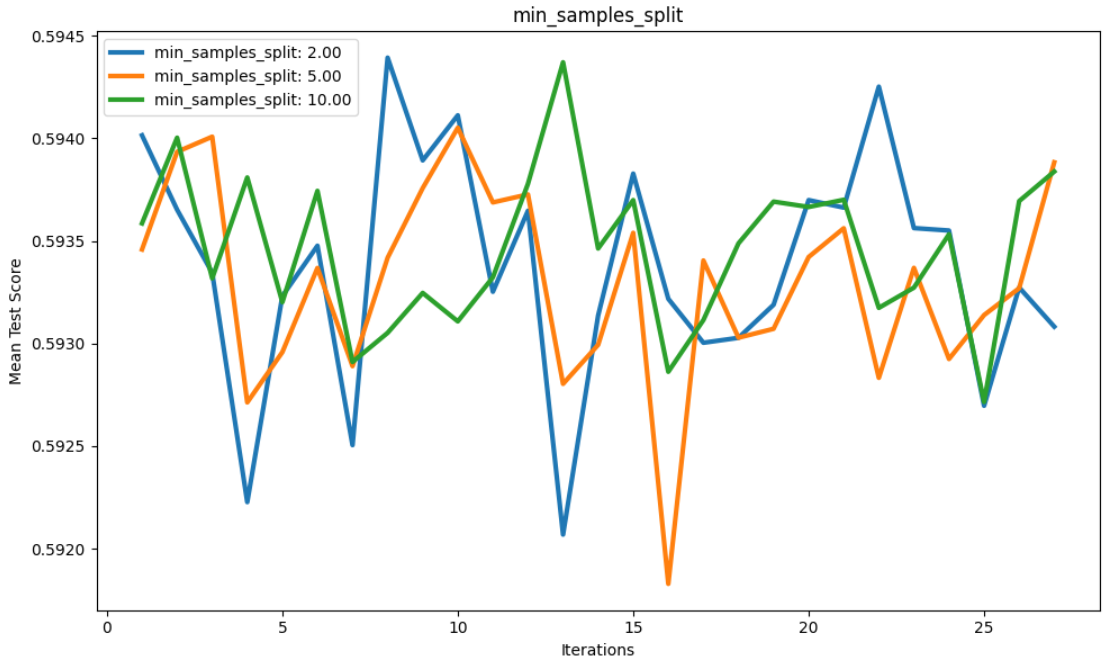 min_samples_split
min_samples_split: 2.00
min_samples_split: 5.00
min_samples_split: 10.00
Mean Test Score
0.5945
0.5940
0.5935
0.5930
0.5925
0.5920
0 5 10 15 20 25
Iterations